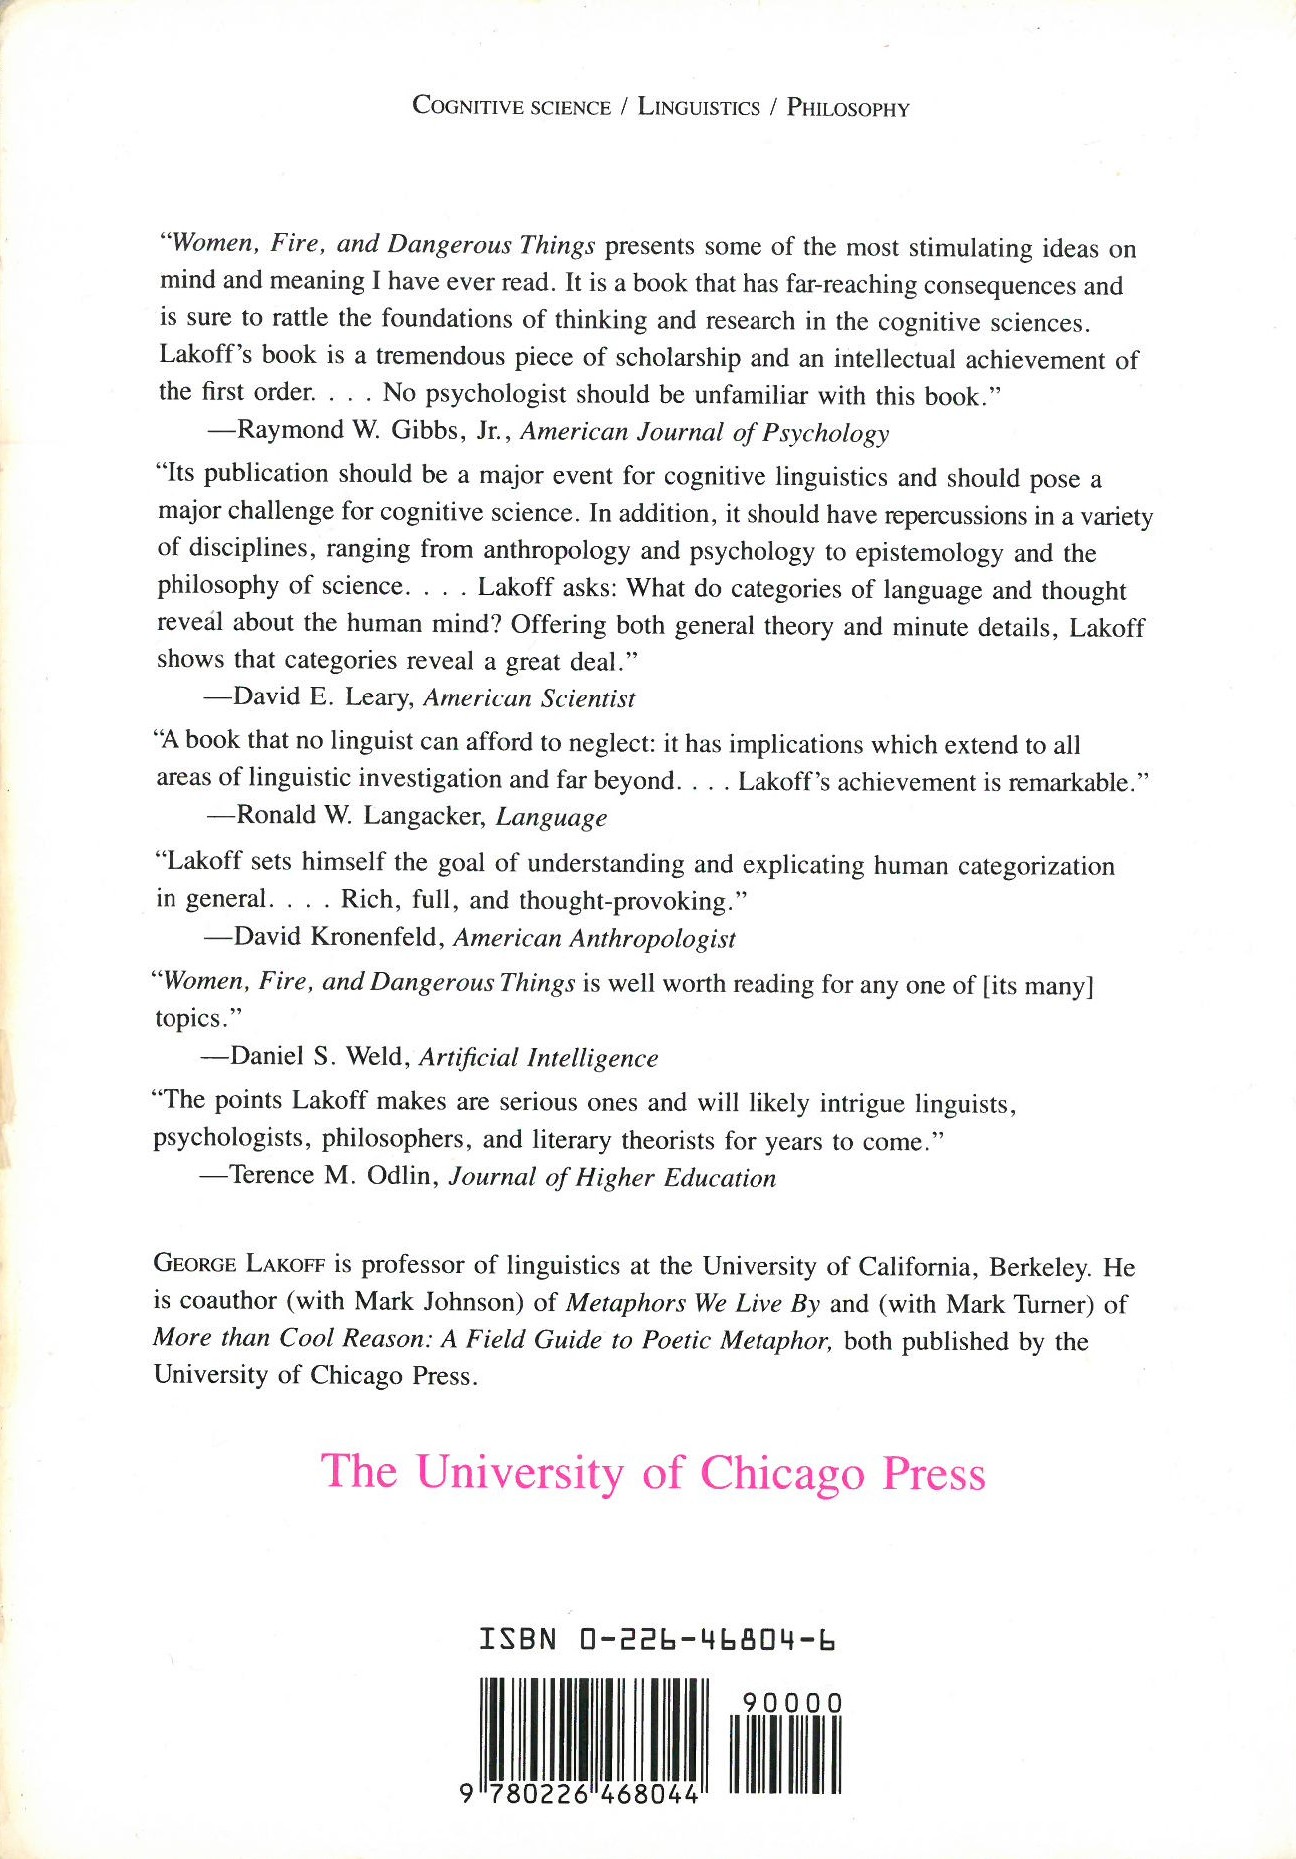 COGNITIVE SCIENCE / LINGUISTICS / PHILOSOPHY
“Women, Fire, and Dangerous Things presents some of the most stimulating ideas on
mind and meaning I have ever read. It is a book that has far-reaching consequences and
is sure to rattle the foundations of thinking and research in the cognitive sciences.
Lakoff’s book is a tremendous piece of scholarship and an intellectual achievement of
the first order. . . . No psychologist should be unfamiliar with this book.”
—Raymond W. Gibbs, Jr., American Journal of Psychology
“Its publication should be a major event for cognitive linguistics and should pose a
major challenge for cognitive science. In addition, it should have repercussions in a variety
of disciplines, ranging from anthropology and psychology to epistemology and the
philosophy of science. . . . Lakoff asks: What do categories of language and thought
reveal about the human mind? Offering both general theory and minute details, Lakoff
shows that categories reveal a great deal.”
—David E. Leary, American Scientist
“A book that no linguist can afford to neglect: it has implications which extend to all
areas of linguistic investigation and far beyond. . . . Lakoff’s achievement is remarkable.”
—Ronald W. Langacker, Language
“Lakoff sets himself the goal of understanding and explicating human categorization
in general. . . . Rich, full, and thought-provoking.”
—David Kronenfeld, American Anthropologist
“Women, Fire, and Dangerous Things is well worth reading for any one of [its many]
topics.”
—Daniel S. Weld, Artificial Intelligence
“The points Lakoff makes are serious ones and will likely intrigue linguists,
psychologists, philosophers, and literary theorists for years to come.”
—Terence M. Odlin, Journal of Higher Education
GEORGE LAKOFF is professor of linguistics at the University of California, Berkeley. He
is coauthor (with Mark Johnson) of Metaphors We Live By and (with Mark Turner) of
More than Cool Reason: A Field Guide to Poetic Metaphor, both published by the
University of Chicago Press.
The University of Chicago Press
ISBN 0-226-46804-6
90000
9 780226 468044